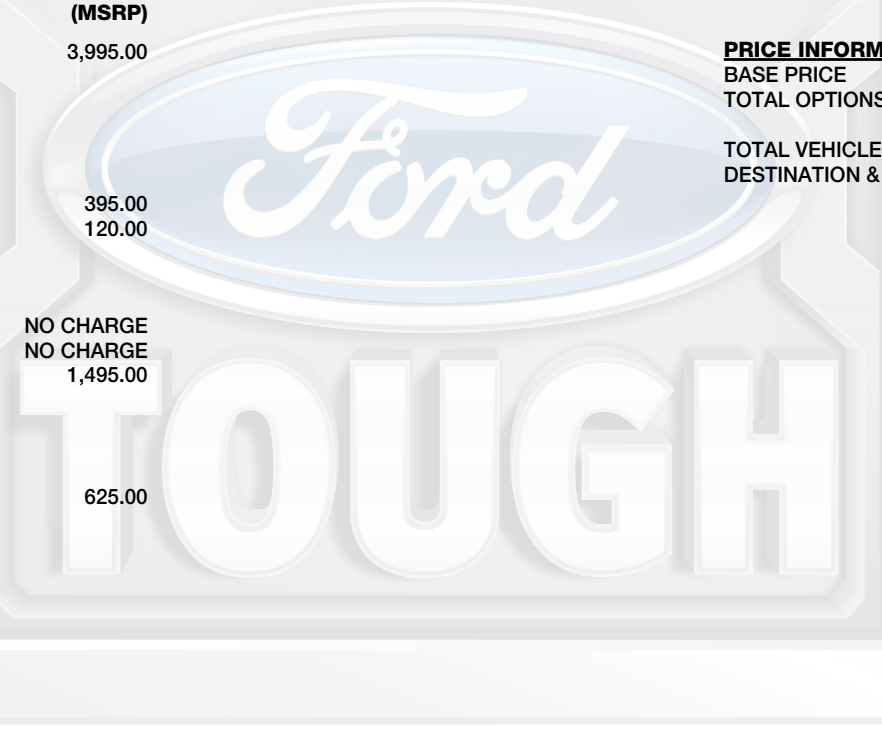 (MSRP)
3,995.00
395.00
120.00
NO CHARGE
NO CHARGE
1,495.00
625.00
PRICE INFORM
BASE PRICE
TOTAL OPTIONS
TOTAL VEHICLE
DESTINATION &
Ford
TOUGH